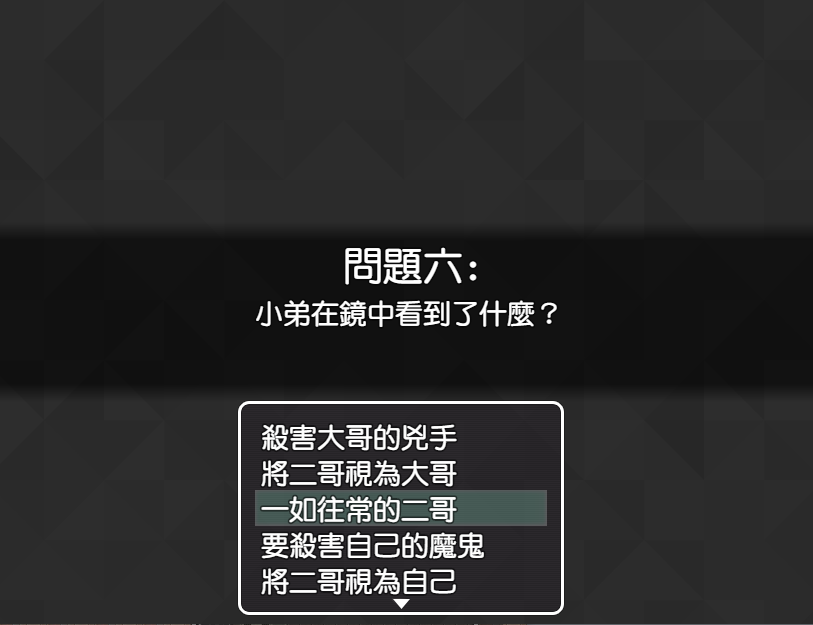 問題六：
小弟在鏡中看到了什麼？
殺害大哥的兇手
將二哥視為大哥
一如往常的二哥
要殺害自己的魔鬼
將二哥視為自己